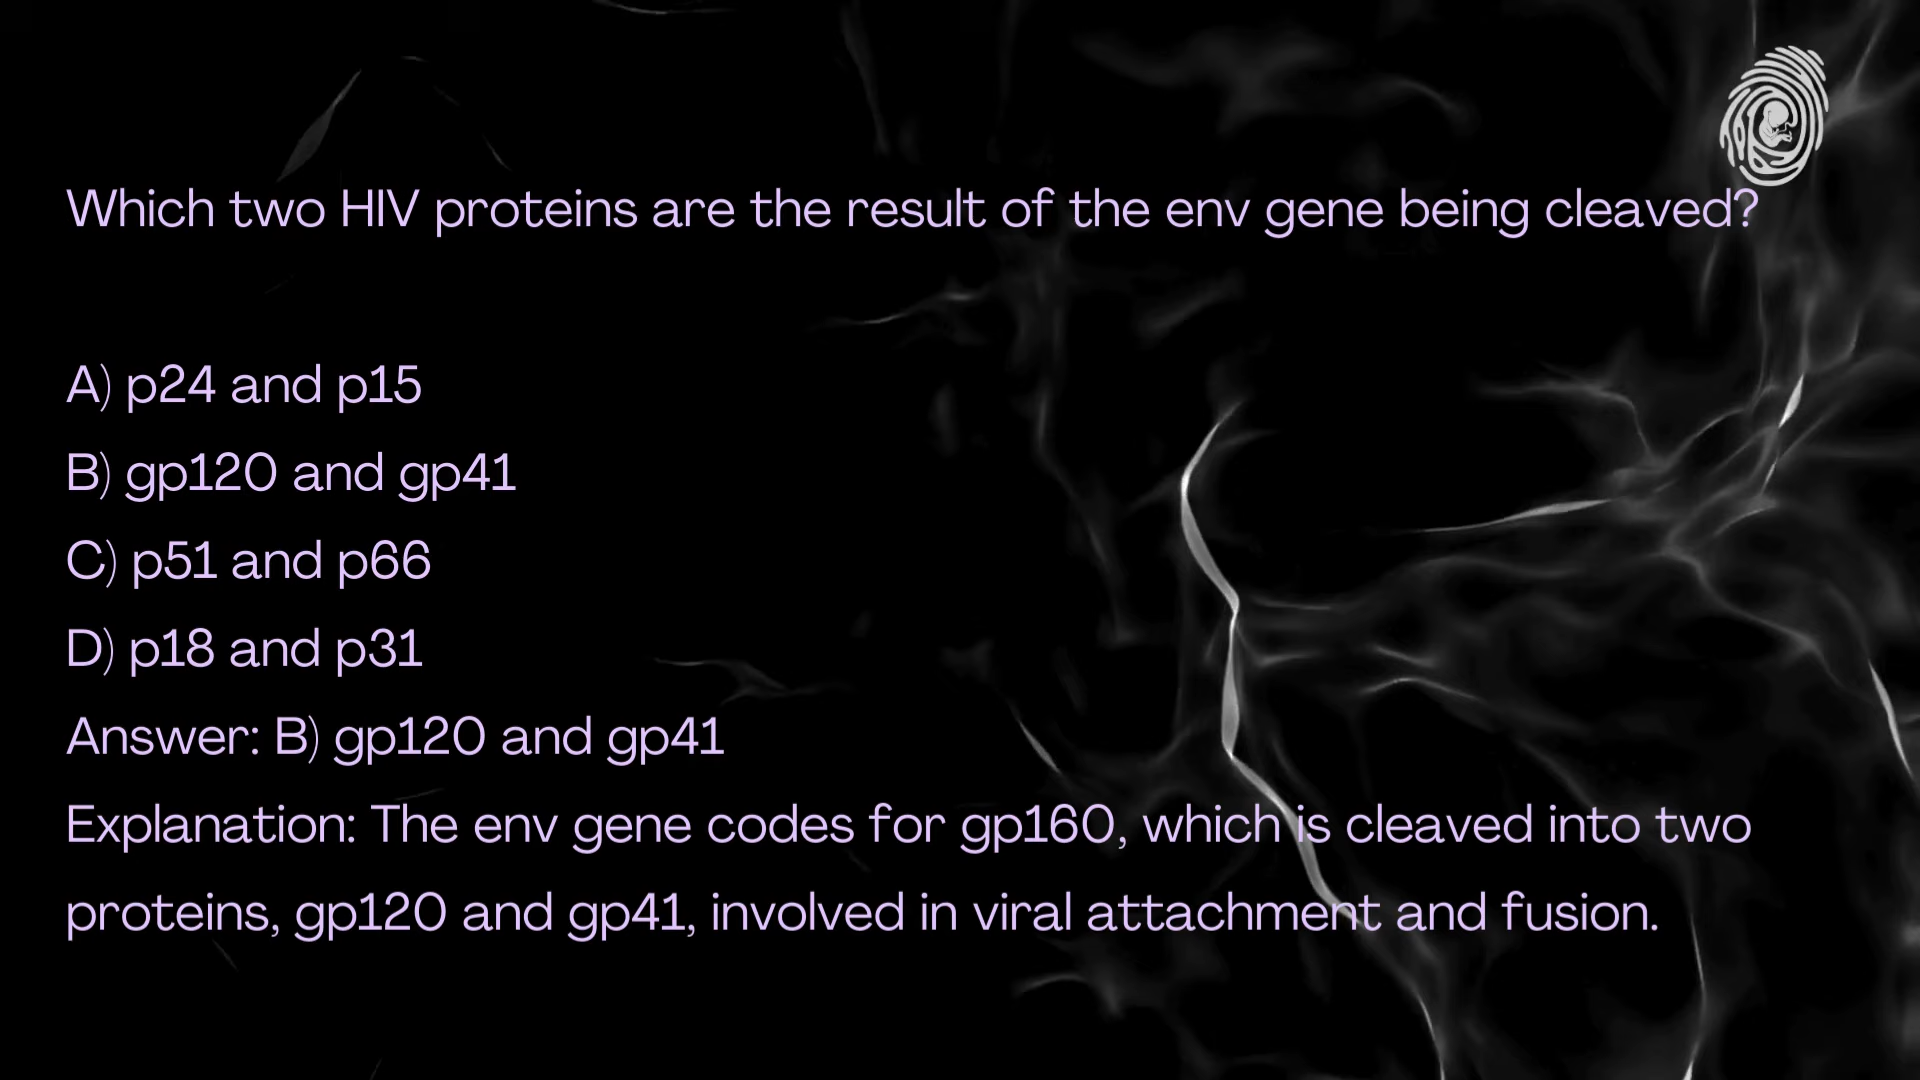 Which two HIV proteins are the result of the env gene being cleaved?
A) p24 and p15
B) gp120 and gp41
C) p51 and p66
D) p18 and p31
Answer: B) gp120 and gp41
Explanation: The env gene codes for gp160, which is cleaved into two
proteins, gp120 and gp41, involved in viral attachment and fusion.